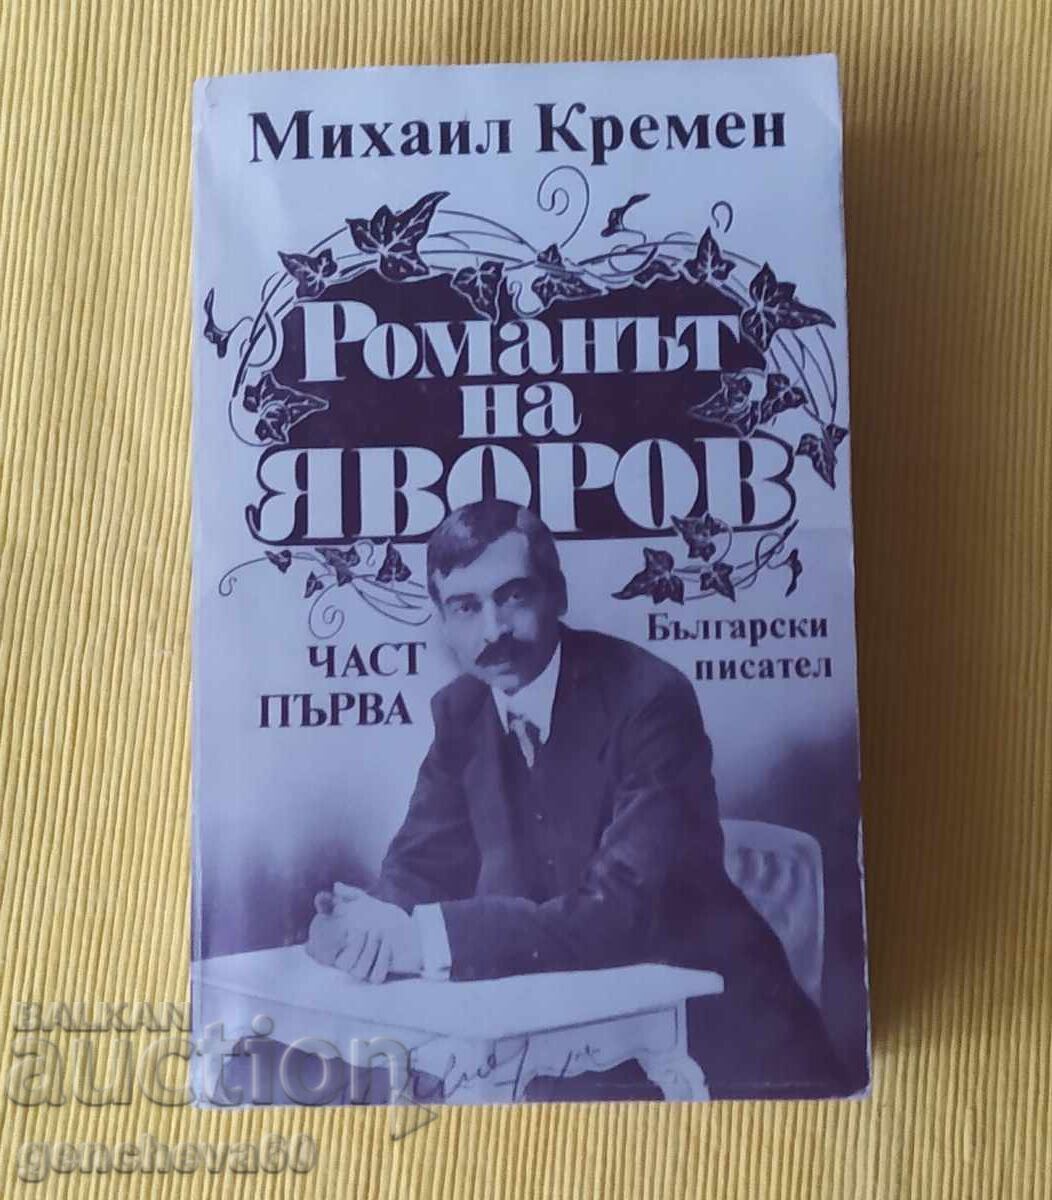 Михаил Кремен
Романът
на
ЯВОРОВ
ЧАСТ
ПЪРВА
Български
писател
BALKAN
auction
gencheva60